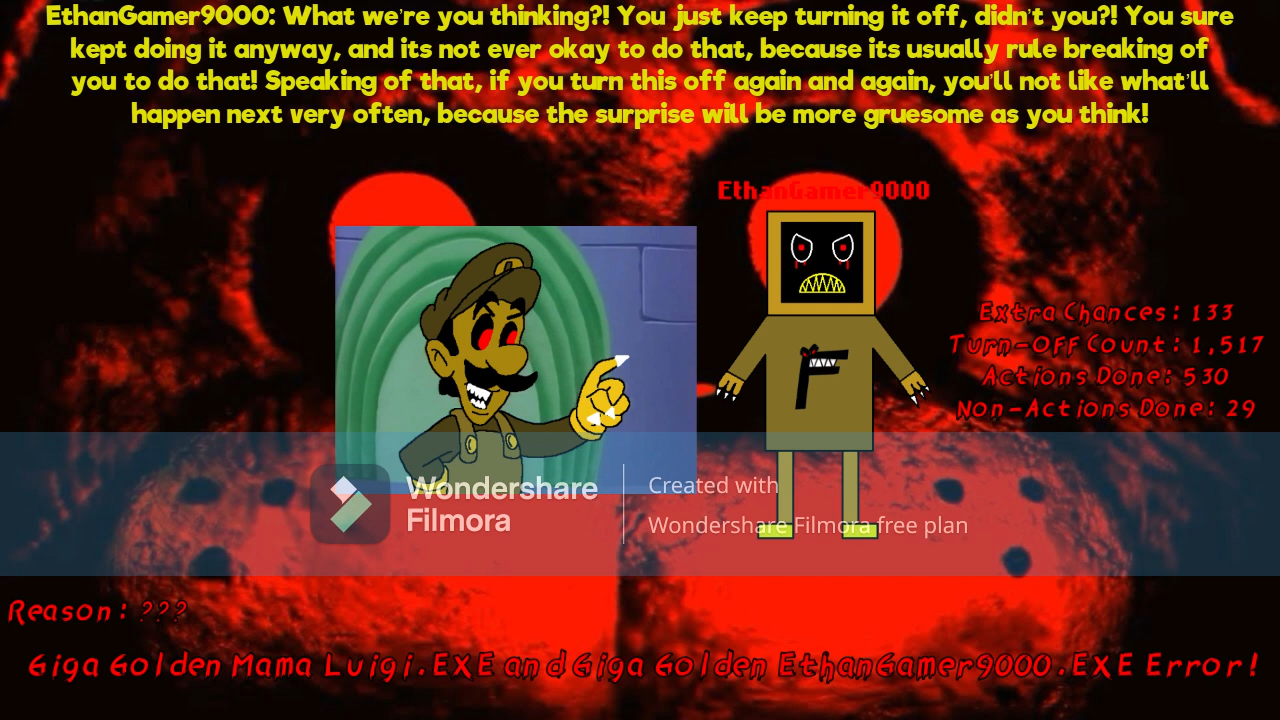 EthanGamer9000: What we're you thinking?! You just keep turning it off, didn't you?! You sure
kept doing it anyway, and its not ever okay to do that, because its usually rule breaking of
you to do that! Speaking of that, if you turn this off again and again, you'll not like what'll
happen next very often, because the surprise will be more gruesome as you think!
EthanGamer9000
F
Extra Chances: 133
Turn-Off Count: 1,517
Actions Done: 530
Non-Actions Done: 29
Wondershare
Filmora
Created with
Wondershare Filmora free plan
Reason: ???
Giga Golden Mama Luigi.EXE and Giga Golden EthanGamer9000.EXE Error!